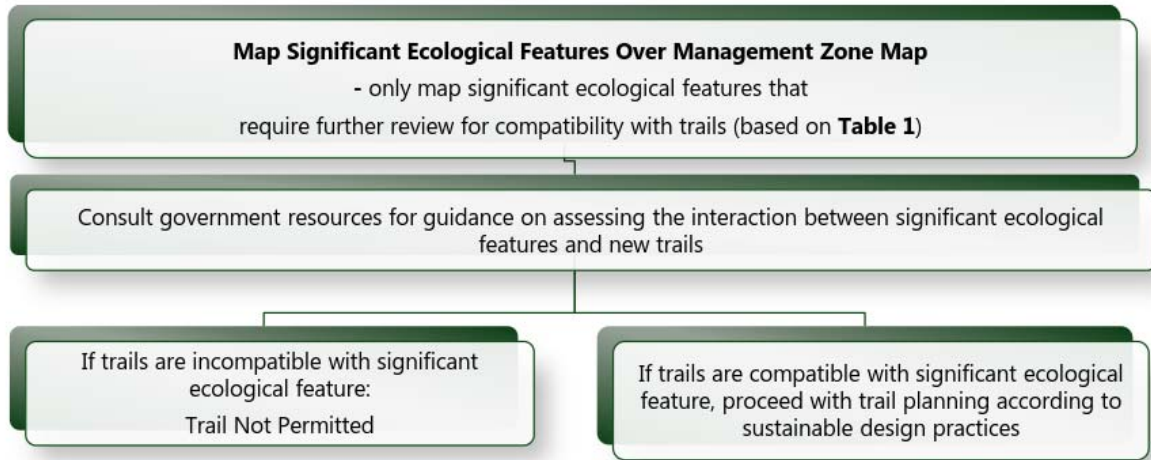 Map Significant Ecological Features Over Management Zone Map
- only map significant ecological features that
require further review for compatibility with trails (based on Table 1)
Consult government resources for guidance on assessing the interaction between significant ecological
features and new trails
If trails are incompatible with significant
ecological feature:
Trail Not Permitted
If trails are compatible with significant ecological
feature, proceed with trail planning according to
sustainable design practices